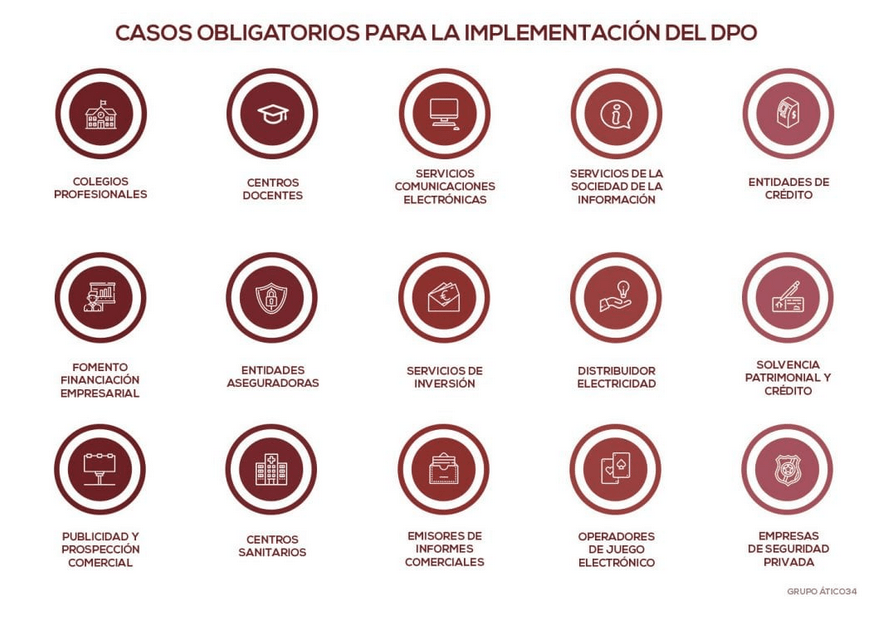 CASOS OBLIGATORIOS PARA LA IMPLEMENTACIÓN DEL DPO
COLEGIOS
PROFESIONALES
CENTROS
DOCENTES
SERVICIOS
COMUNICACIONES
ELECTRÓNICAS
SERVICIOS DE LA
SOCIEDAD DE LA
INFORMACIÓN
ENTIDADES DE
CRÉDITO
FOMENTO
FINANCIACIÓN
EMPRESARIAL
ENTIDADES
ASEGURADORAS
SERVICIOS DE
INVERSIÓN
DISTRIBUIDOR
ELECTRICIDAD
SOLVENCIA
PATRIMONIAL Y
CRÉDITO
PUBLICIDAD Y
PROSPECCIÓN
COMERCIAL
CENTROS
SANITARIOS
EMISORES DE
INFORMES
COMERCIALES
OPERADORES
DE JUEGO
ELECTRÓNICO
EMPRESAS
DE SEGURIDAD
PRIVADA
GRUPO ÁTICO34